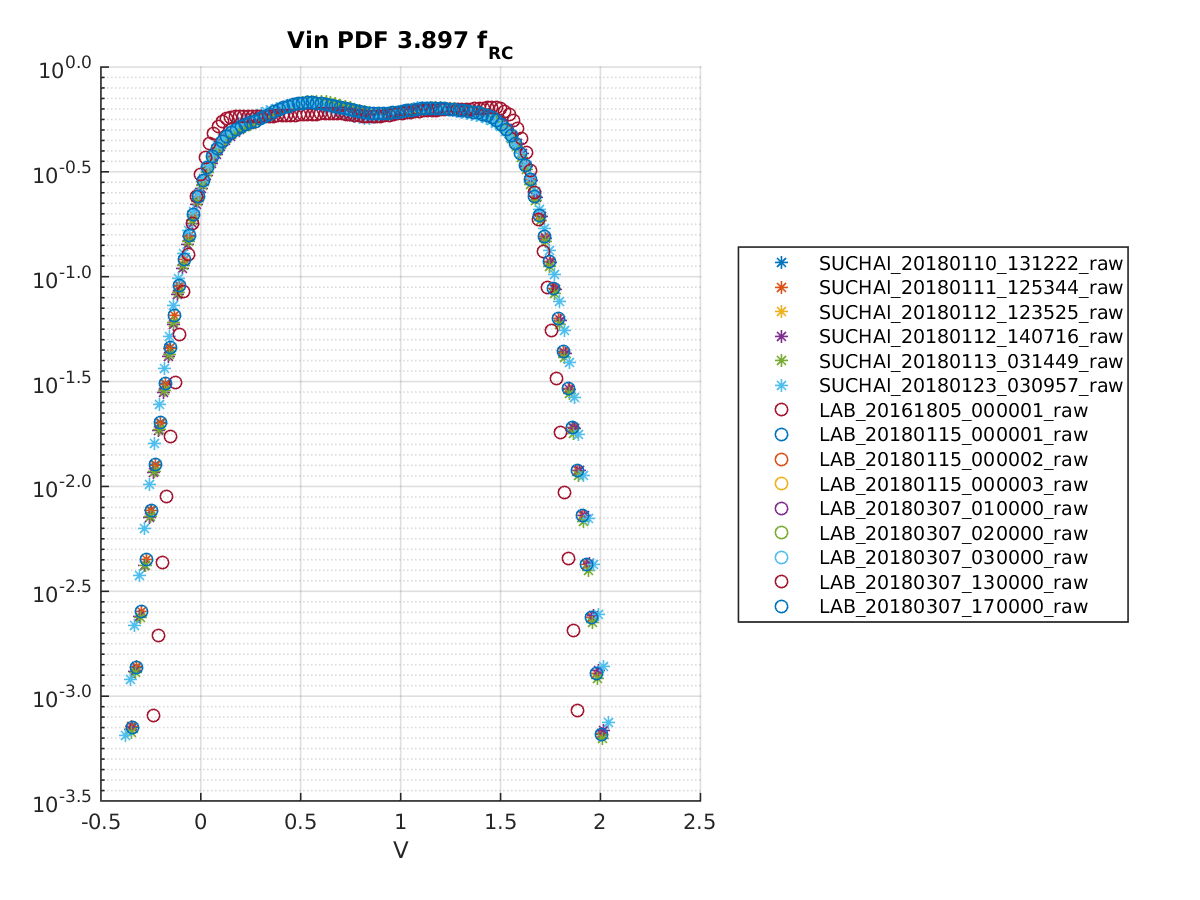 Vin PDF 3.897 f_RC
10^0.0
10^-0.5
10^-1.0
10^-1.5
10^-2.0
10^-2.5
10^-3.0
10^-3.5
-0.5 0 0.5 1 1.5 2 2.5
V
SUCHAI_20180110_131222_raw
SUCHAI_20180111_125344_raw
SUCHAI_20180112_123525_raw
SUCHAI_20180112_140716_raw
SUCHAI_20180113_031449_raw
SUCHAI_20180123_030957_raw
LAB_20161805_000001_raw
LAB_20180115_000001_raw
LAB_20180115_000002_raw
LAB_20180115_000003_raw
LAB_20180307_010000_raw
LAB_20180307_020000_raw
LAB_20180307_030000_raw
LAB_20180307_130000_raw
LAB_20180307_170000_raw